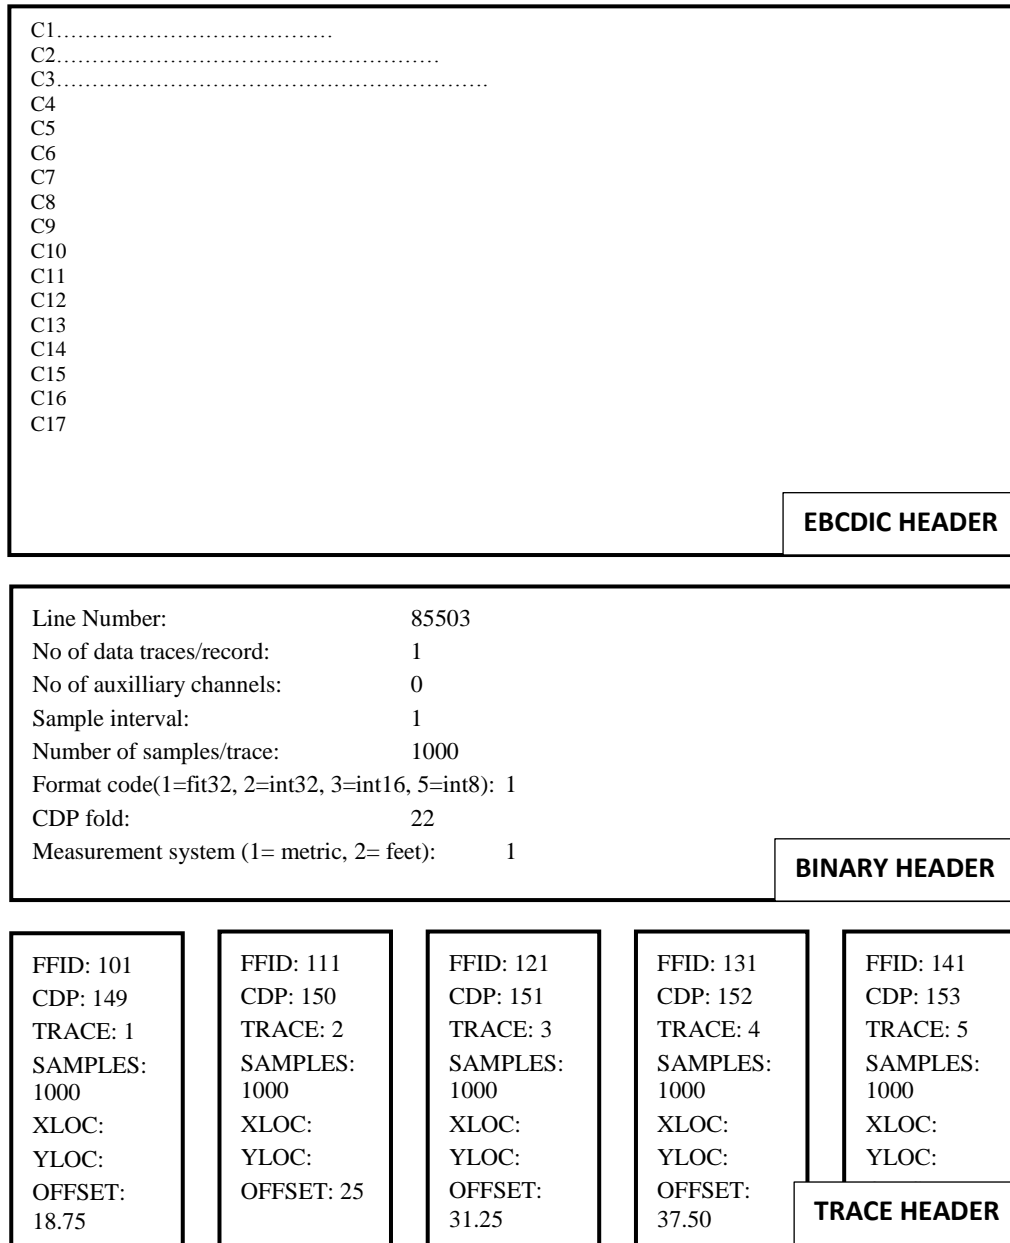 C1.......................................
C2......................................................
C3.............................................................
C4
C5
C6
C7
C8
C9
C10
C11
C12
C13
C14
C15
C16
C17
EBCDIC HEADER
Line Number: 85503
No of data traces/record: 1
No of auxilliary channels: 0
Sample interval: 1
Number of samples/trace: 1000
Format code(1=fit32, 2=int32, 3=int16, 5=int8): 1
CDP fold: 22
Measurement system (1= metric, 2= feet): 1
BINARY HEADER
FFID: 101
CDP: 149
TRACE: 1
SAMPLES:
1000
XLOC:
YLOC:
OFFSET:
18.75
FFID: 111
CDP: 150
TRACE: 2
SAMPLES:
1000
XLOC:
YLOC:
OFFSET: 25
FFID: 121
CDP: 151
TRACE: 3
SAMPLES:
1000
XLOC:
YLOC:
OFFSET:
31.25
FFID: 131
CDP: 152
TRACE: 4
SAMPLES:
1000
XLOC:
YLOC:
OFFSET:
37.50
FFID: 141
CDP: 153
TRACE: 5
SAMPLES:
1000
XLOC:
YLOC:
TRACE HEADER